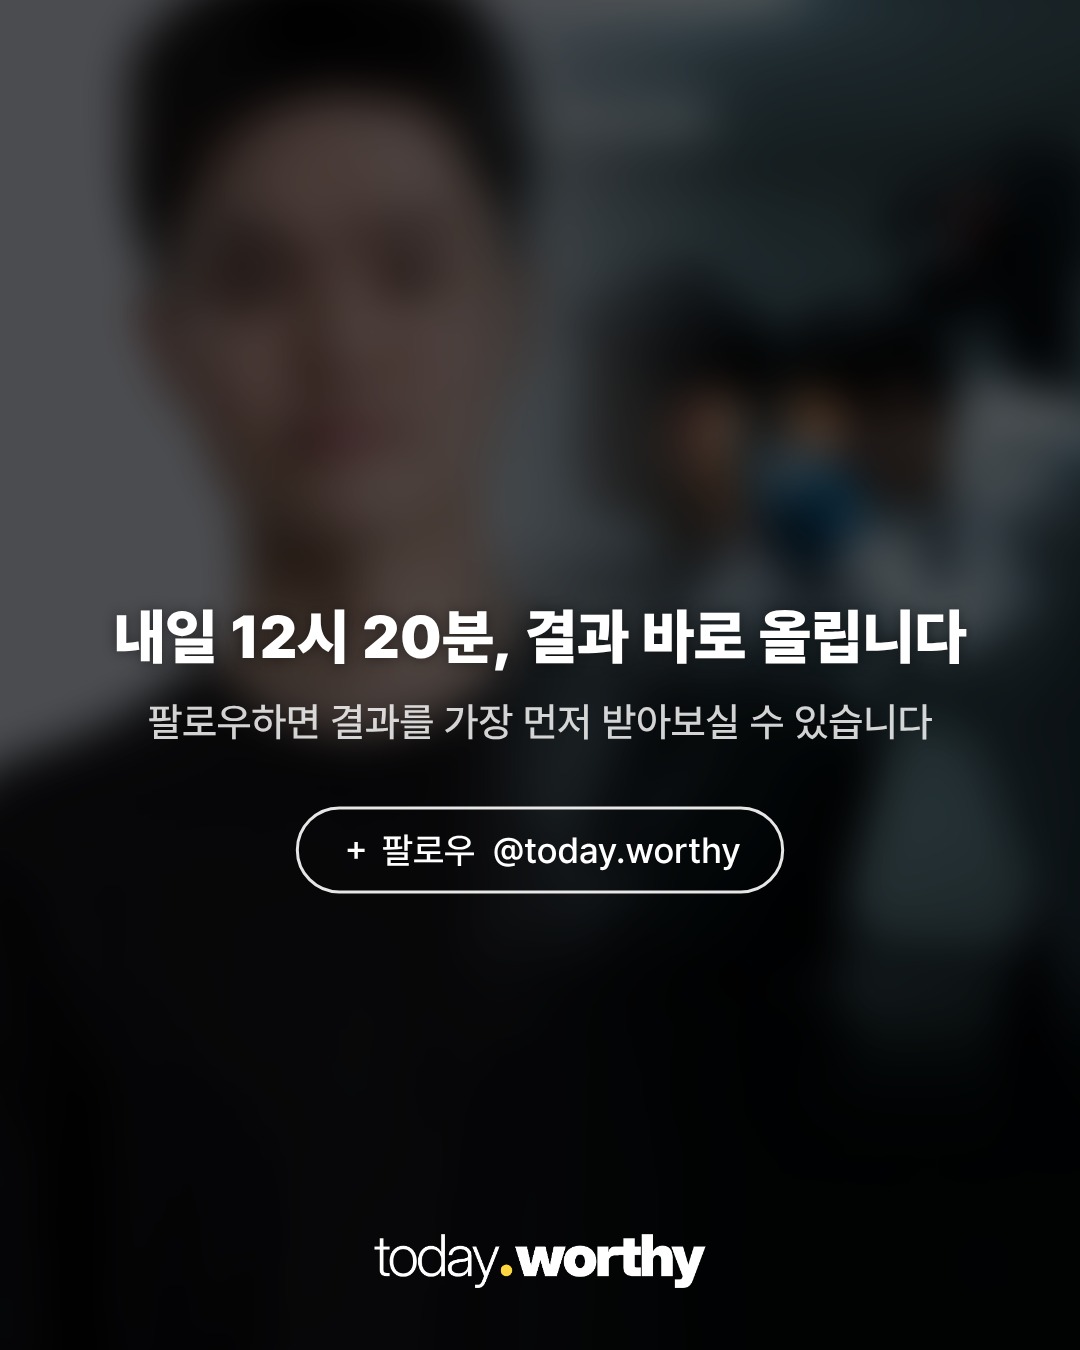 내일 12시 20분, 결과 바로 올립니다
팔로우하면 결과를 가장 먼저 받아보실 수 있습니다
+ 팔로우 @today.worthy
today.worthy